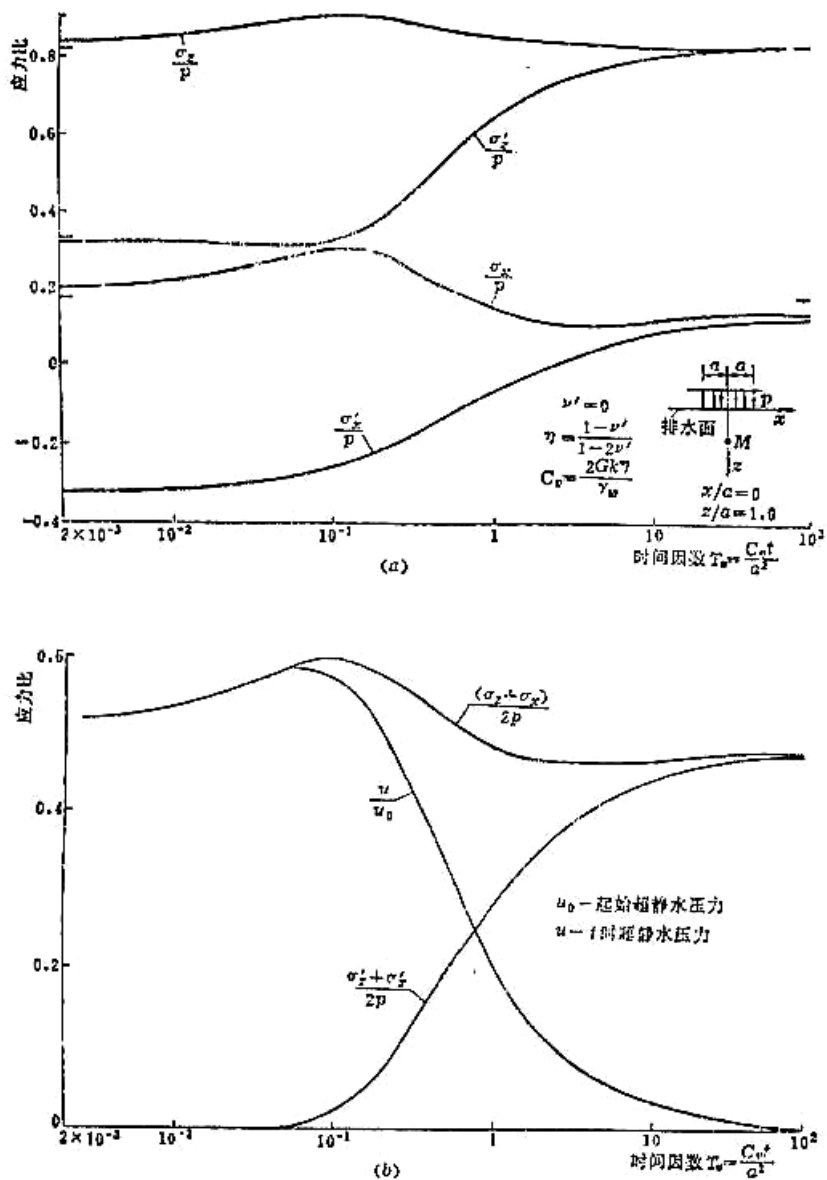 应力比
0.8
0.6
0.4
0.2
0
-0.2
-0.4
σz/p
σ'z/p
σx/p
σ'x/p
ν'=0
η=(1-ν')/(1-2ν')
Cv=2Gkη/γw
a a
p
x
排水面
M
z
x/a=0
z/a=1.0
2×10⁻³ 10⁻² 10⁻¹ 1 10 10³
(a)
时间因数
应力比
0.6
0.4
0.2
0
2p
u/u₀
(σ'z+σ'x)/2p
u₀-起始超静水压力
u-t时超静水压力
2×10⁻³ 10⁻¹ 1 10 10²
(b)
时间因数